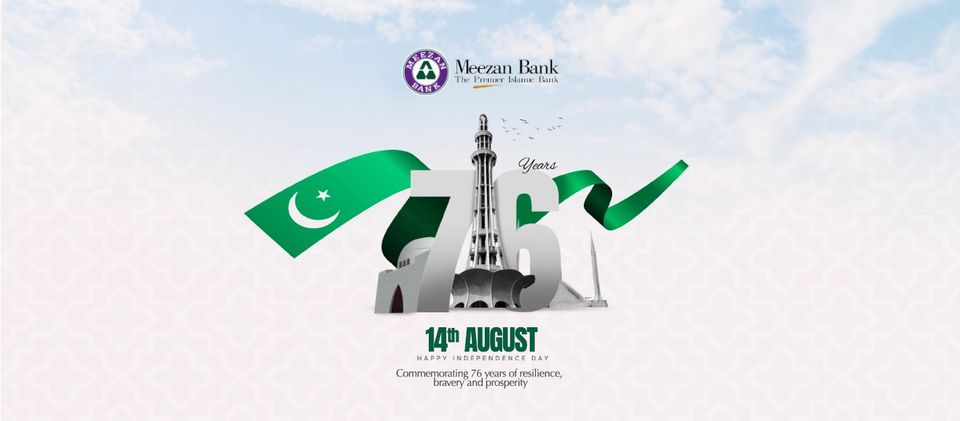 MEEZAN BANK
Meezan Bank
The Premier Islamic Bank
Years
76
14th AUGUST
HAPPY INDEPENDENCE DAY
Commemorating 76 years of resilience,
bravery and prosperity